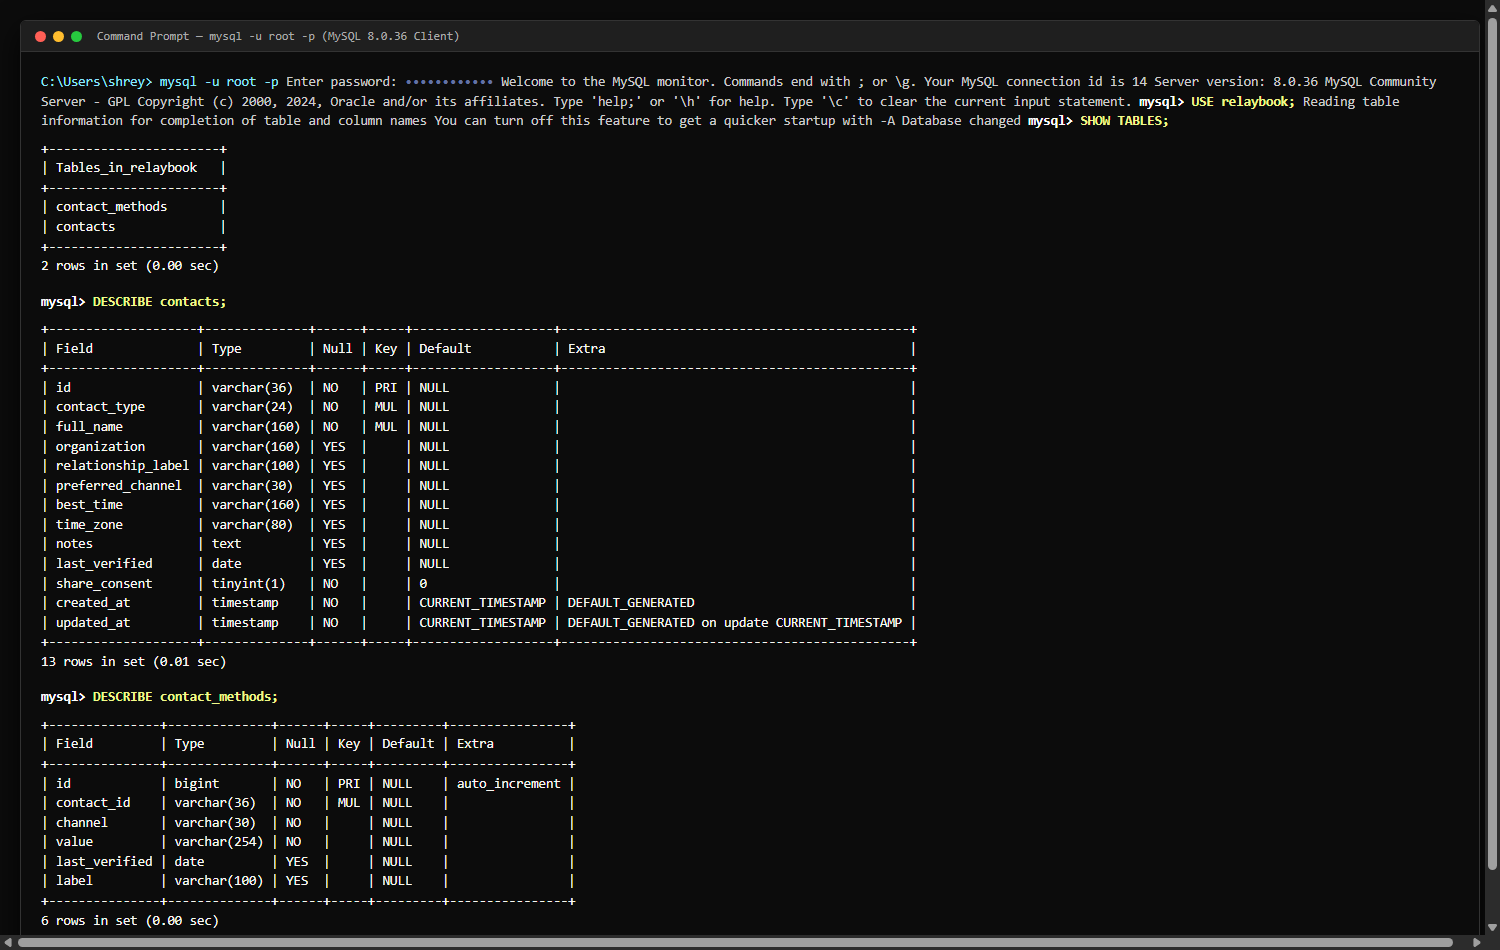 Command Prompt — mysql -u root -p (MySQL 8.0.36 Client)
C:\Users\shrey> mysql -u root -p Enter password: •••••••••••• Welcome to the MySQL monitor. Commands end with ; or \g. Your MySQL connection id is 14 Server version: 8.0.36 MySQL Community
Server - GPL Copyright (c) 2000, 2024, Oracle and/or its affiliates. Type 'help;' or '\h' for help. Type '\c' to clear the current input statement. mysql> USE relaybook; Reading table
information for completion of table and column names You can turn off this feature to get a quicker startup with -A Database changed mysql> SHOW TABLES;
+-----------------------+
| Tables_in_relaybook   |
+-----------------------+
| contact_methods       |
| contacts              |
+-----------------------+
2 rows in set (0.00 sec)
mysql> DESCRIBE contacts;
+--------------------+--------------+------+-----+-------------------+-----------------------------------------------+
| Field              | Type         | Null | Key | Default           | Extra                                         |
+--------------------+--------------+------+-----+-------------------+-----------------------------------------------+
| id                 | varchar(36)  | NO   | PRI | NULL              |                                               |
| contact_type       | varchar(24)  | NO   | MUL | NULL              |                                               |
| full_name          | varchar(160) | NO   | MUL | NULL              |                                               |
| organization       | varchar(160) | YES  |     | NULL              |                                               |
| relationship_label | varchar(100) | YES  |     | NULL              |                                               |
| preferred_channel  | varchar(30)  | YES  |     | NULL              |                                               |
| best_time          | varchar(160) | YES  |     | NULL              |                                               |
| time_zone          | varchar(80)  | YES  |     | NULL              |                                               |
| notes              | text         | YES  |     | NULL              |                                               |
| last_verified      | date         | YES  |     | NULL              |                                               |
| share_consent      | tinyint(1)   | NO   |     | 0                 |                                               |
| created_at         | timestamp    | NO   |     | CURRENT_TIMESTAMP | DEFAULT_GENERATED                             |
| updated_at         | timestamp    | NO   |     | CURRENT_TIMESTAMP | DEFAULT_GENERATED on update CURRENT_TIMESTAMP |
+--------------------+--------------+------+-----+-------------------+-----------------------------------------------+
13 rows in set (0.01 sec)
mysql> DESCRIBE contact_methods;
+---------------+--------------+------+-----+---------+----------------+
| Field         | Type         | Null | Key | Default | Extra          |
+---------------+--------------+------+-----+---------+----------------+
| id            | bigint       | NO   | PRI | NULL    | auto_increment |
| contact_id    | varchar(36)  | NO   | MUL | NULL    |                |
| channel       | varchar(30)  | NO   |     | NULL    |                |
| value         | varchar(254) | NO   |     | NULL    |                |
| last_verified | date         | YES  |     | NULL    |                |
| label         | varchar(100) | YES  |     | NULL    |                |
+---------------+--------------+------+-----+---------+----------------+
6 rows in set (0.00 sec)